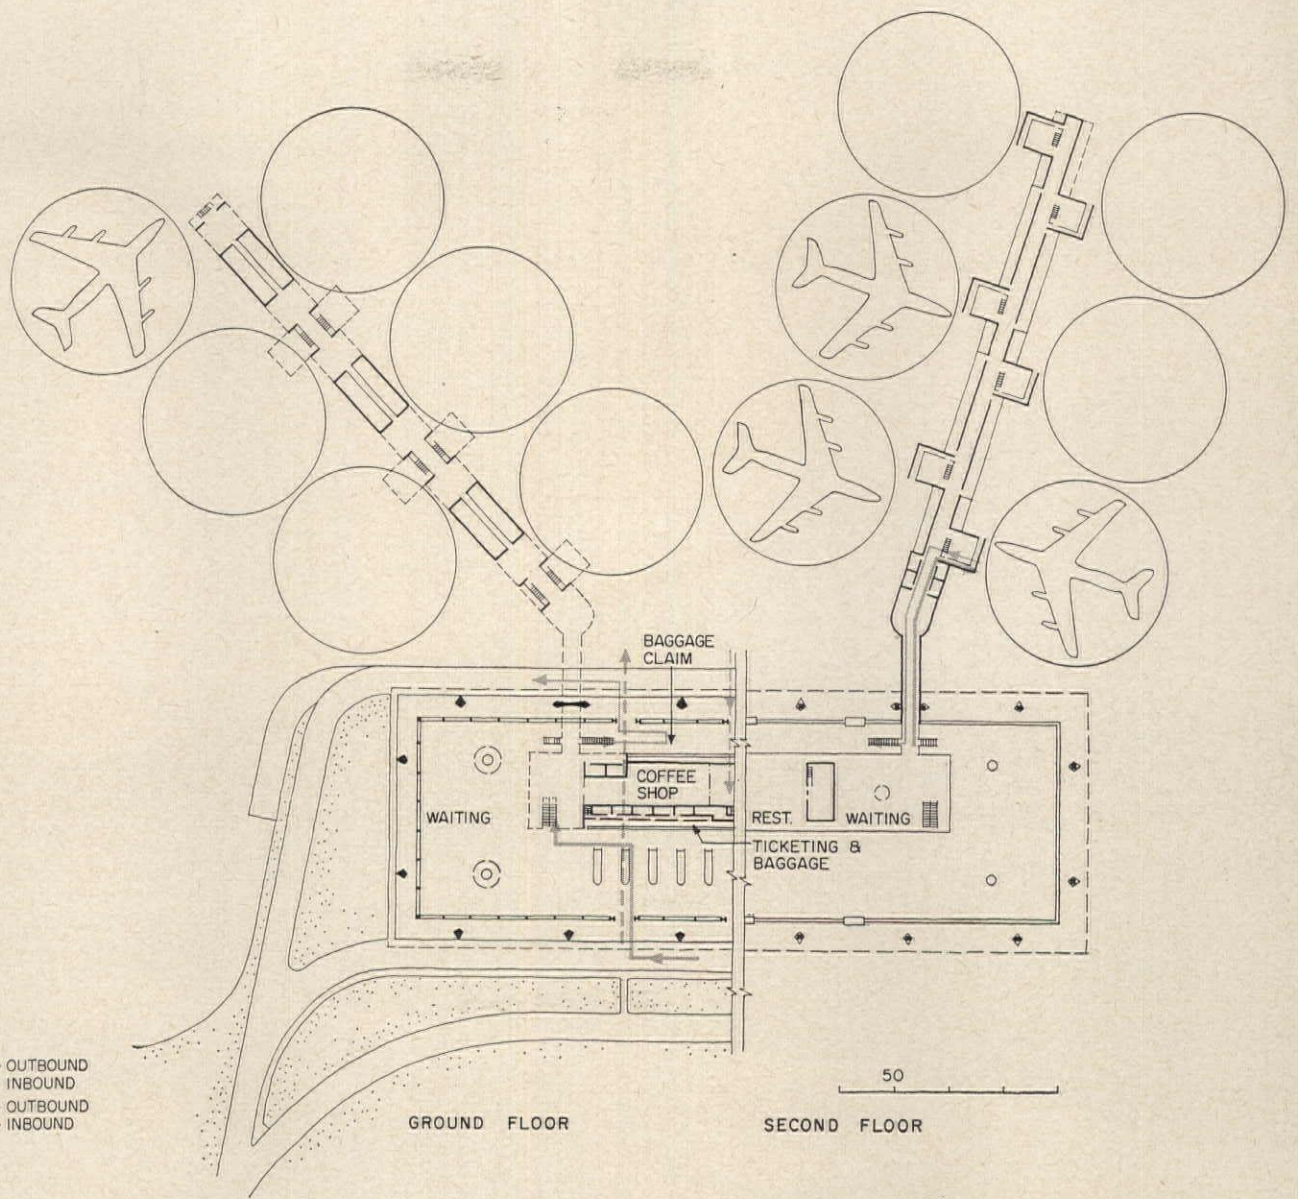 BAGGAGE
CLAIM
COFFEE
SHOP
WAITING
REST.
WAITING
TICKETING &
BAGGAGE
OUTBOUND
INBOUND
OUTBOUND
INBOUND
50
GROUND FLOOR
SECOND FLOOR